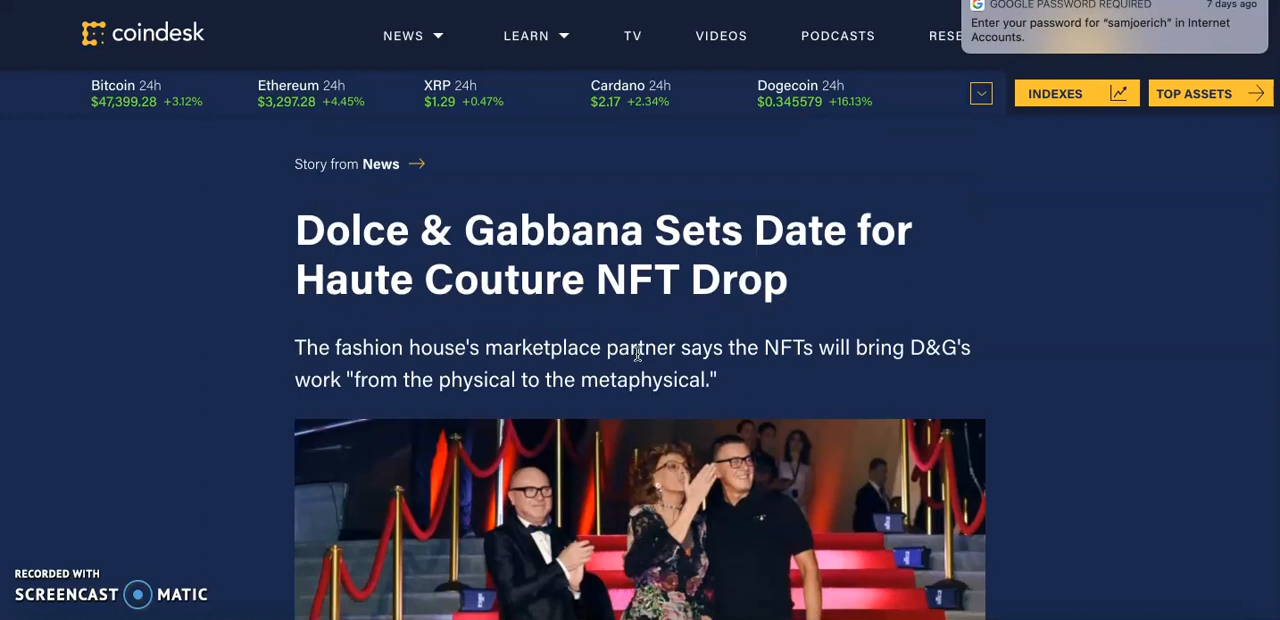 coindesk
NEWS LEARN TV VIDEOS PODCASTS RESE
GOOGLE PASSWORD REQUIRED 7 days ago
Enter your password for “samjoerich” in Internet
Accounts.
Bitcoin 24h Ethereum 24h XRP 24h Cardano 24h Dogecoin 24h
$47,399.28 +3.12% $3,297.28 +4.45% $1.29 +0.47% $2.17 +2.34% $0.345579 +16.13%
INDEXES TOP ASSETS
Story from News
Dolce & Gabbana Sets Date for
Haute Couture NFT Drop
The fashion house's marketplace partner says the NFTs will bring D&G's
work "from the physical to the metaphysical."
RECORDED WITH
SCREENCAST MATIC